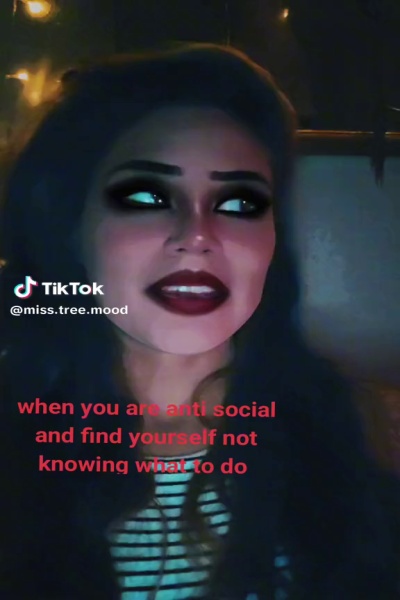 TikTok
@miss.tree.mood
when you are anti social
and find yourself not
knowing what to do